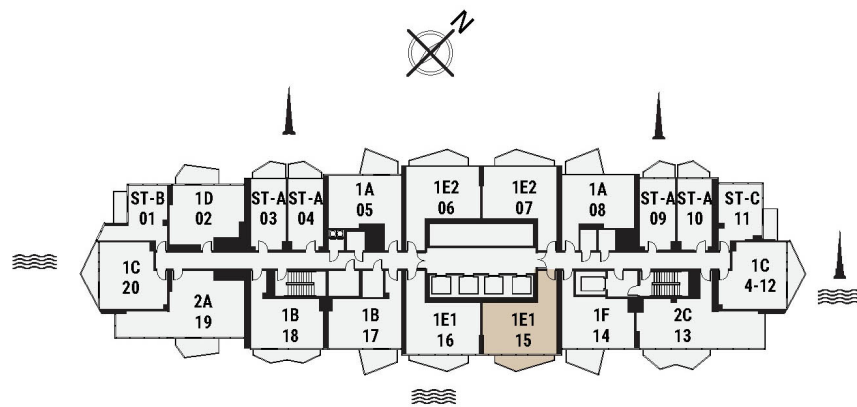 N
ST-B
01
1D
02
ST-A
03
ST-A
04
1A
05
1E2
06
1E2
07
1A
08
ST-A
09
ST-A
10
ST-C
11
1C
20
2A
19
1B
18
1B
17
1E1
16
1E1
15
1F
14
2C
13
1C
4-12